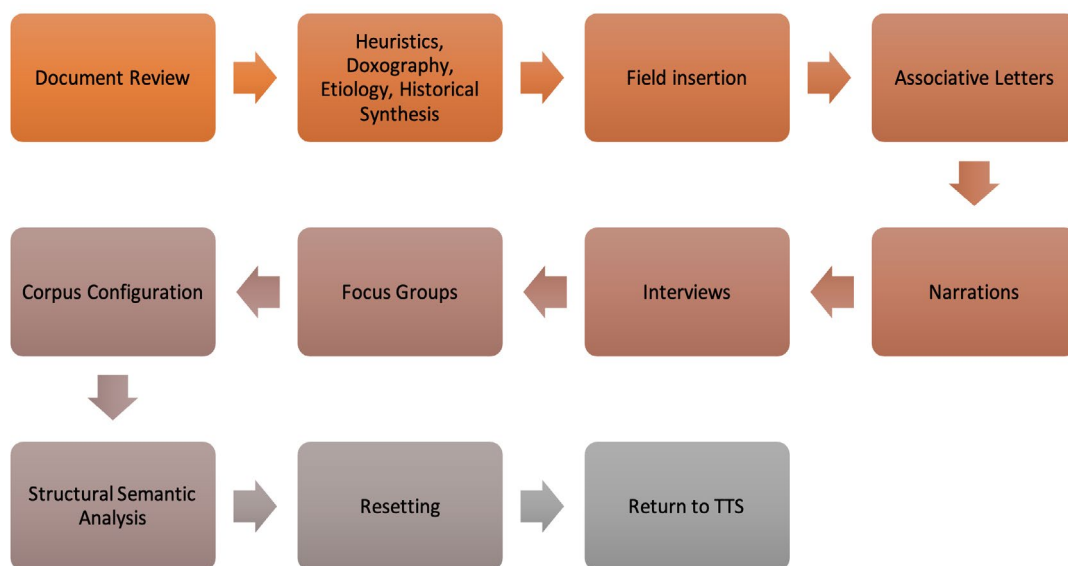 Document Review
Heuristics,
Doxography,
Etiology, Historical
Synthesis
Field insertion
Associative Letters
Narrations
Interviews
Focus Groups
Corpus Configuration
Structural Semantic
Analysis
Resetting
Return to TTS